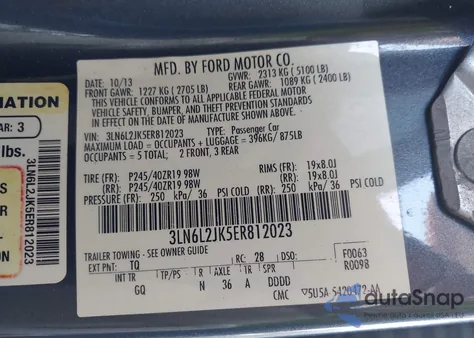 MFD. BY FORD MOTOR CO.
DATE: 10/13 GVWR: 2313 KG ( 5100 LB)
FRONT GAWR: 1227 KG ( 2705 LB) REAR GAWR: 1089 KG ( 2400 LB)
THIS VEHICLE CONFORMS TO ALL APPLICABLE FEDERAL MOTOR
VEHICLE SAFETY, BUMPER, AND THEFT PREVENTION STANDARDS IN
EFFECT ON THE DATE OF MANUFACTURE SHOWN ABOVE.
VIN: 3LN6L2JK5ER812023 TYPE: Passenger Car
MAXIMUM LOAD = OCCUPANTS + LUGGAGE = 396KG / 875LB
OCCUPANTS = 5 TOTAL: 2 FRONT, 3 REAR
TIRE (FR): P245/40ZR19 98W RIMS (FR): 19x8.0J
TIRE (R): P245/40ZR19 98W (R): 19x8.0J
PRESSURE (FR): 250 kPa/ 36 PSI COLD (R): 250 kPa/ 36 PSI COLD
3LN6L2JK5ER812023
TRAILER TOWING - SEE OWNER GUIDE F0063
EXT PNT: TQ RC: 28 DSO: R0098
INT TR TP/PS R AXLE TR SPR
GQ N 36 A DDDD
CMC
MATION
AR: 3
lbs.
3LN6L2JK5ER812023
autoSnap